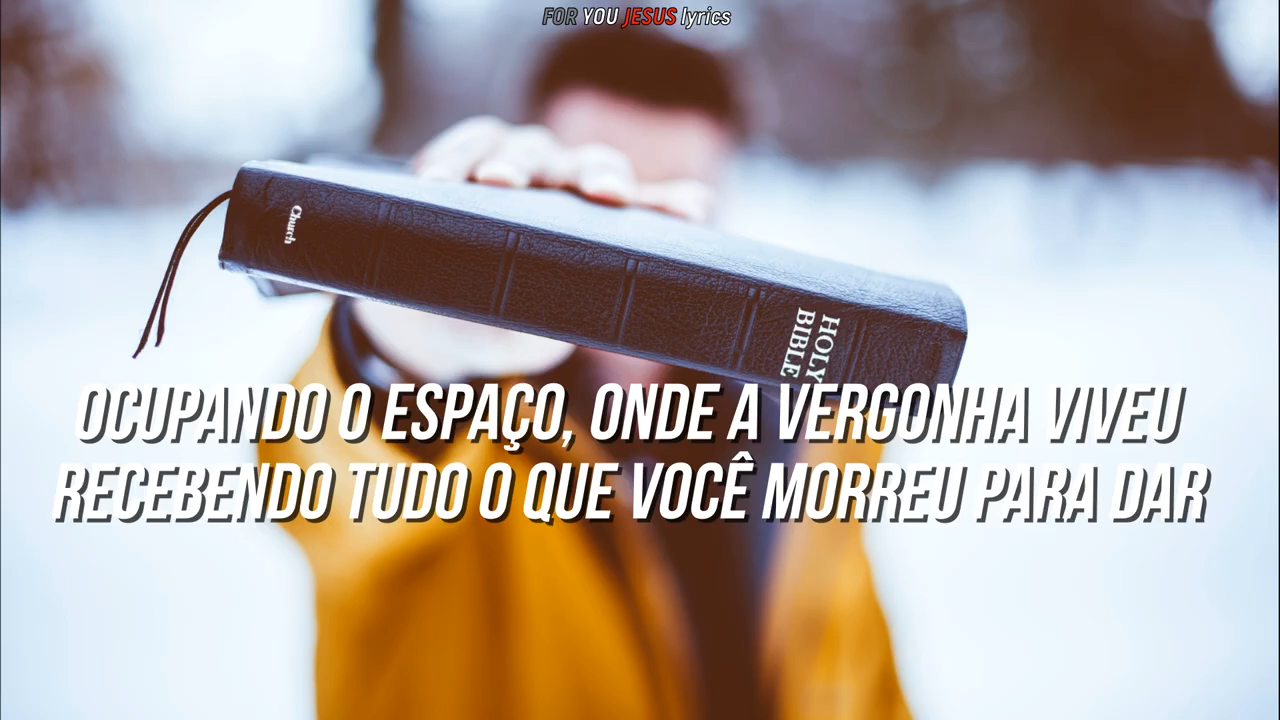 FOR YOU JESUS lyrics
Church
HOLY
BIBLE
OCUPANDO O ESPAÇO, ONDE A VERGONHA VIVEU
RECEBENDO TUDO O QUE VOCÊ MORREU PARA DAR